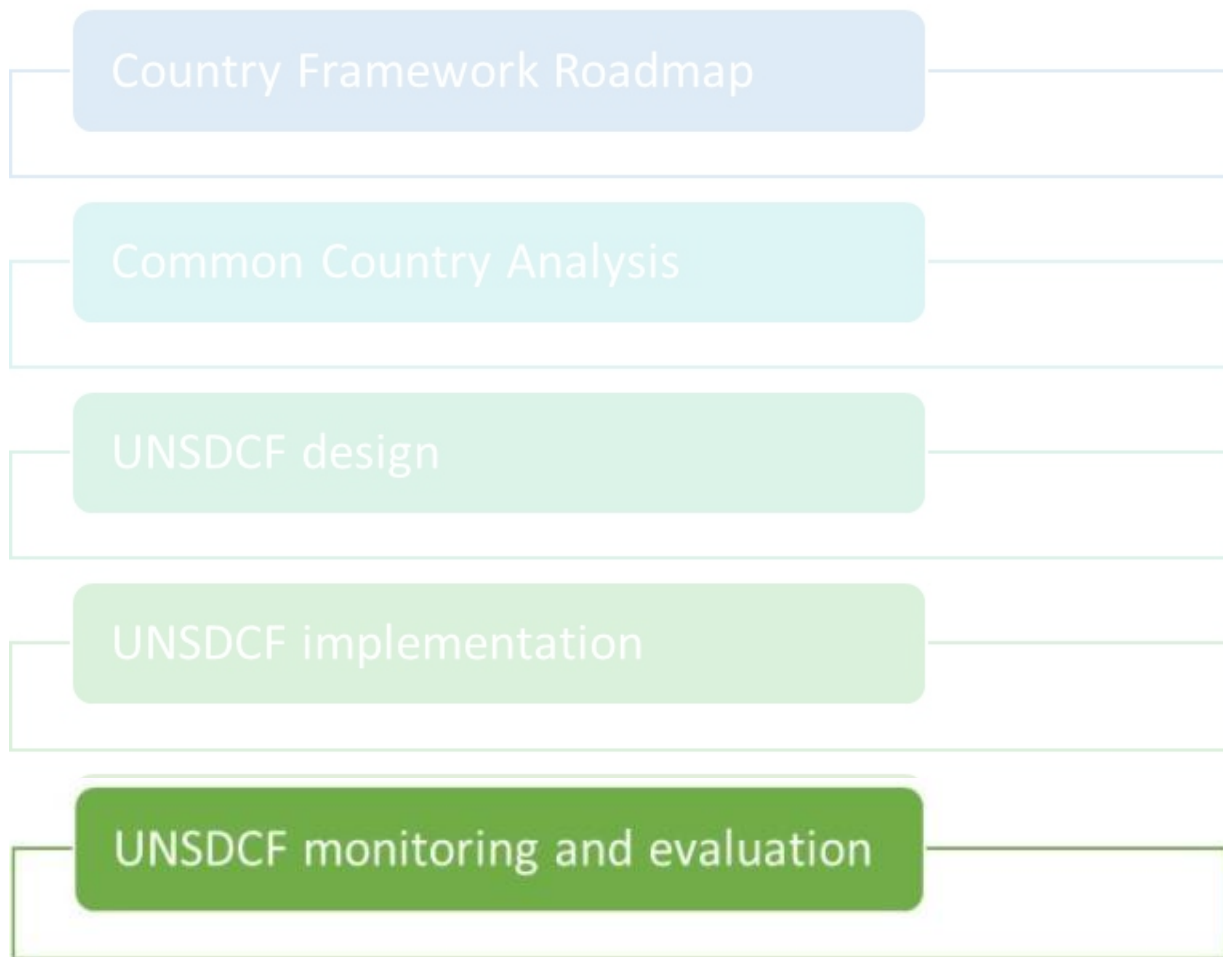 Country Framework Roadmap
Common Country Analysis
UNSDCF design
UNSDCF implementation
UNSDCF monitoring and evaluation